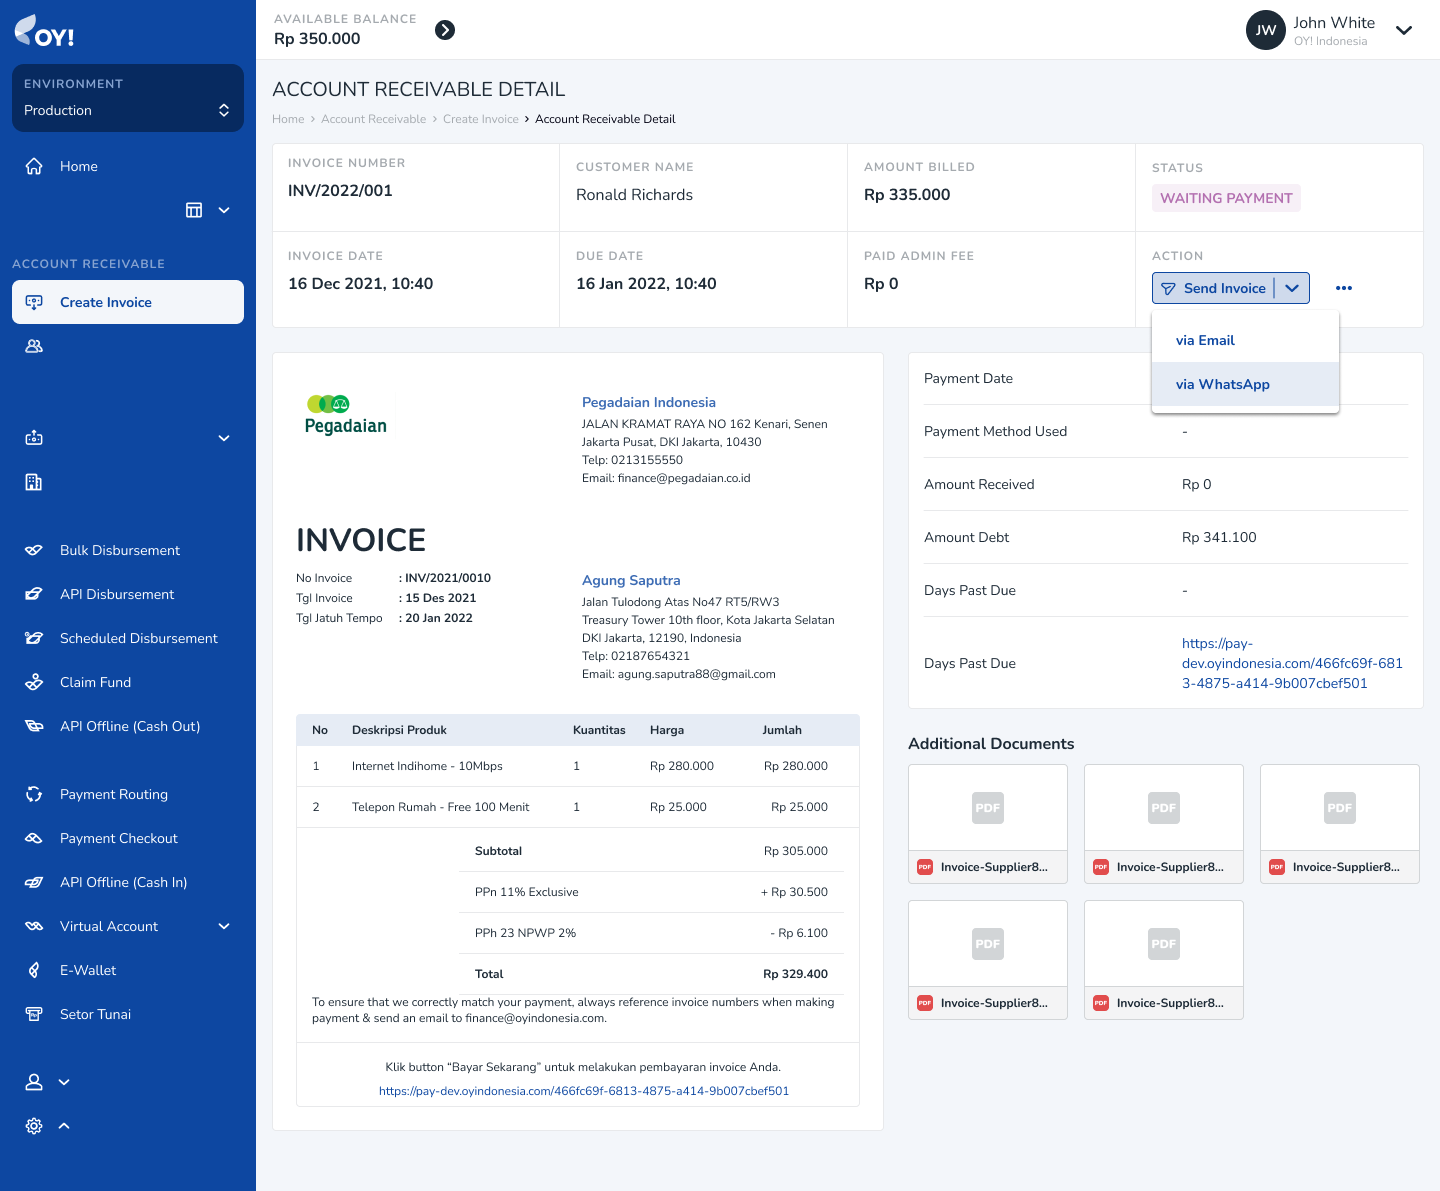 OY!
ENVIRONMENT
Production
Home
ACCOUNT RECEIVABLE
Create Invoice
Bulk Disbursement
API Disbursement
Scheduled Disbursement
Claim Fund
API Offline (Cash Out)
Payment Routing
Payment Checkout
API Offline (Cash In)
Virtual Account
E-Wallet
Setor Tunai
AVAILABLE BALANCE
Rp 350.000
JW
John White
OY! Indonesia
ACCOUNT RECEIVABLE DETAIL
Home > Account Receivable > Create Invoice > Account Receivable Detail
INVOICE NUMBER
INV/2022/001
CUSTOMER NAME
Ronald Richards
AMOUNT BILLED
Rp 335.000
STATUS
WAITING PAYMENT
INVOICE DATE
16 Dec 2021, 10:40
DUE DATE
16 Jan 2022, 10:40
PAID ADMIN FEE
Rp 0
ACTION
Send Invoice
via Email
via WhatsApp
Pegadaian
Pegadaian Indonesia
JALAN KRAMAT RAYA NO 162 Kenari, Senen
Jakarta Pusat, DKI Jakarta, 10430
Telp: 0213155550
Email: finance@pegadaian.co.id
INVOICE
No Invoice : INV/2021/0010
Tgl Invoice : 15 Des 2021
Tgl Jatuh Tempo : 20 Jan 2022
Agung Saputra
Jalan Tulodong Atas No47 RT5/RW3
Treasury Tower 10th floor, Kota Jakarta Selatan
DKI Jakarta, 12190, Indonesia
Telp: 02187654321
Email: agung.saputra88@gmail.com
No Deskripsi Produk Kuantitas Harga Jumlah
1 Internet Indihome - 10Mbps 1 Rp 280.000 Rp 280.000
2 Telepon Rumah - Free 100 Menit 1 Rp 25.000 Rp 25.000
Subtotal Rp 305.000
PPn 11% Exclusive + Rp 30.500
PPh 23 NPWP 2% - Rp 6.100
Total Rp 329.400
To ensure that we correctly match your payment, always reference invoice numbers when making
payment & send an email to finance@oyindonesia.com.
Klik button “Bayar Sekarang” untuk melakukan pembayaran invoice Anda.
https://pay-dev.oyindonesia.com/466fc69f-6813-4875-a414-9b007cbef501
Payment Date
Payment Method Used -
Amount Received Rp 0
Amount Debt Rp 341.100
Days Past Due -
Days Past Due
https://pay-
dev.oyindonesia.com/466fc69f-681
3-4875-a414-9b007cbef501
Additional Documents
PDF
PDF Invoice-Supplier8...
PDF
PDF Invoice-Supplier8...
PDF
PDF Invoice-Supplier8...
PDF
PDF Invoice-Supplier8...
PDF
PDF Invoice-Supplier8...